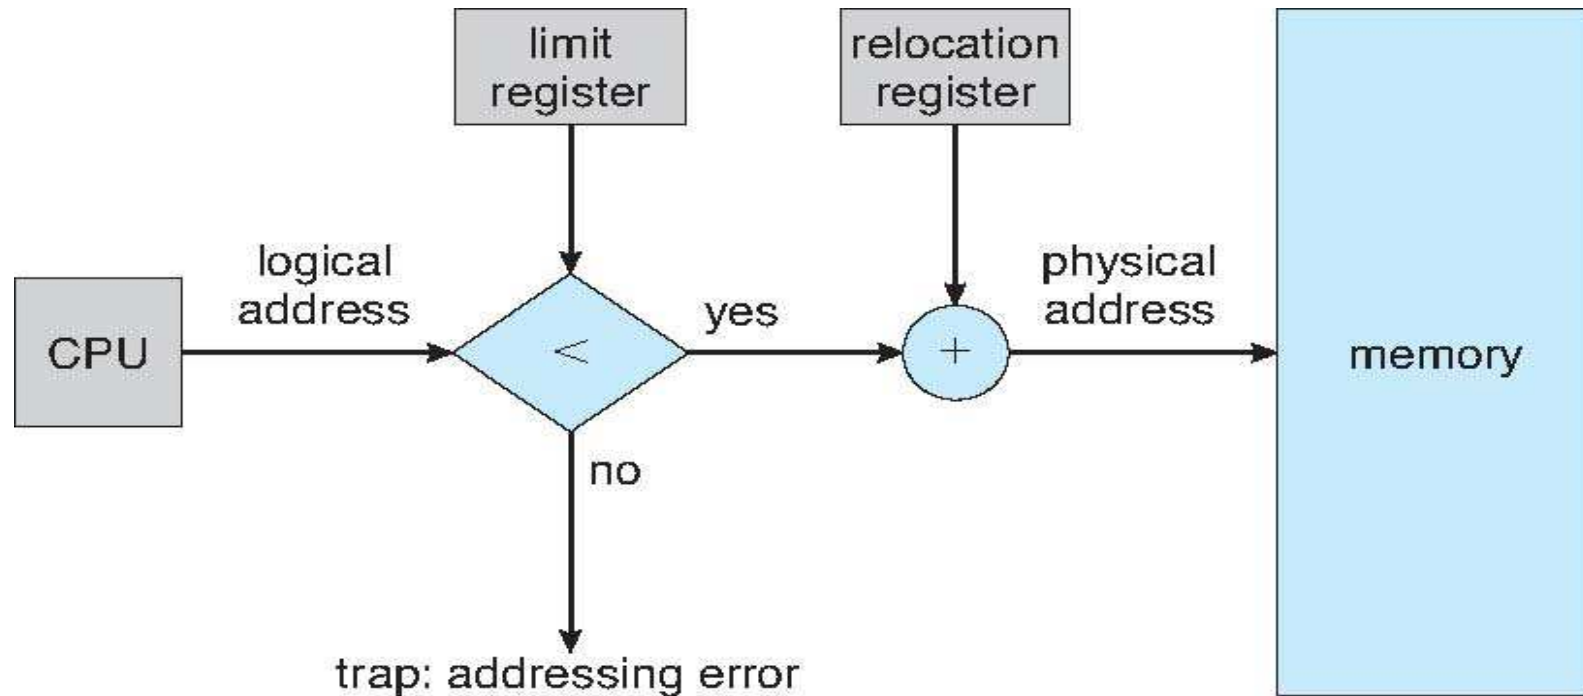 limit
register
relocation
register
logical
address
yes
physical
address
CPU
<
+
memory
no
trap: addressing error